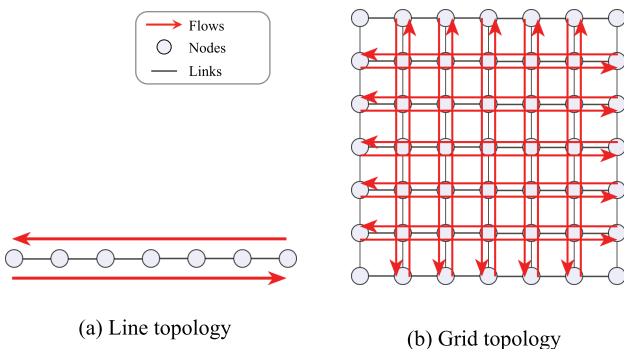 Flows
Nodes
Links
(a) Line topology
(b) Grid topology